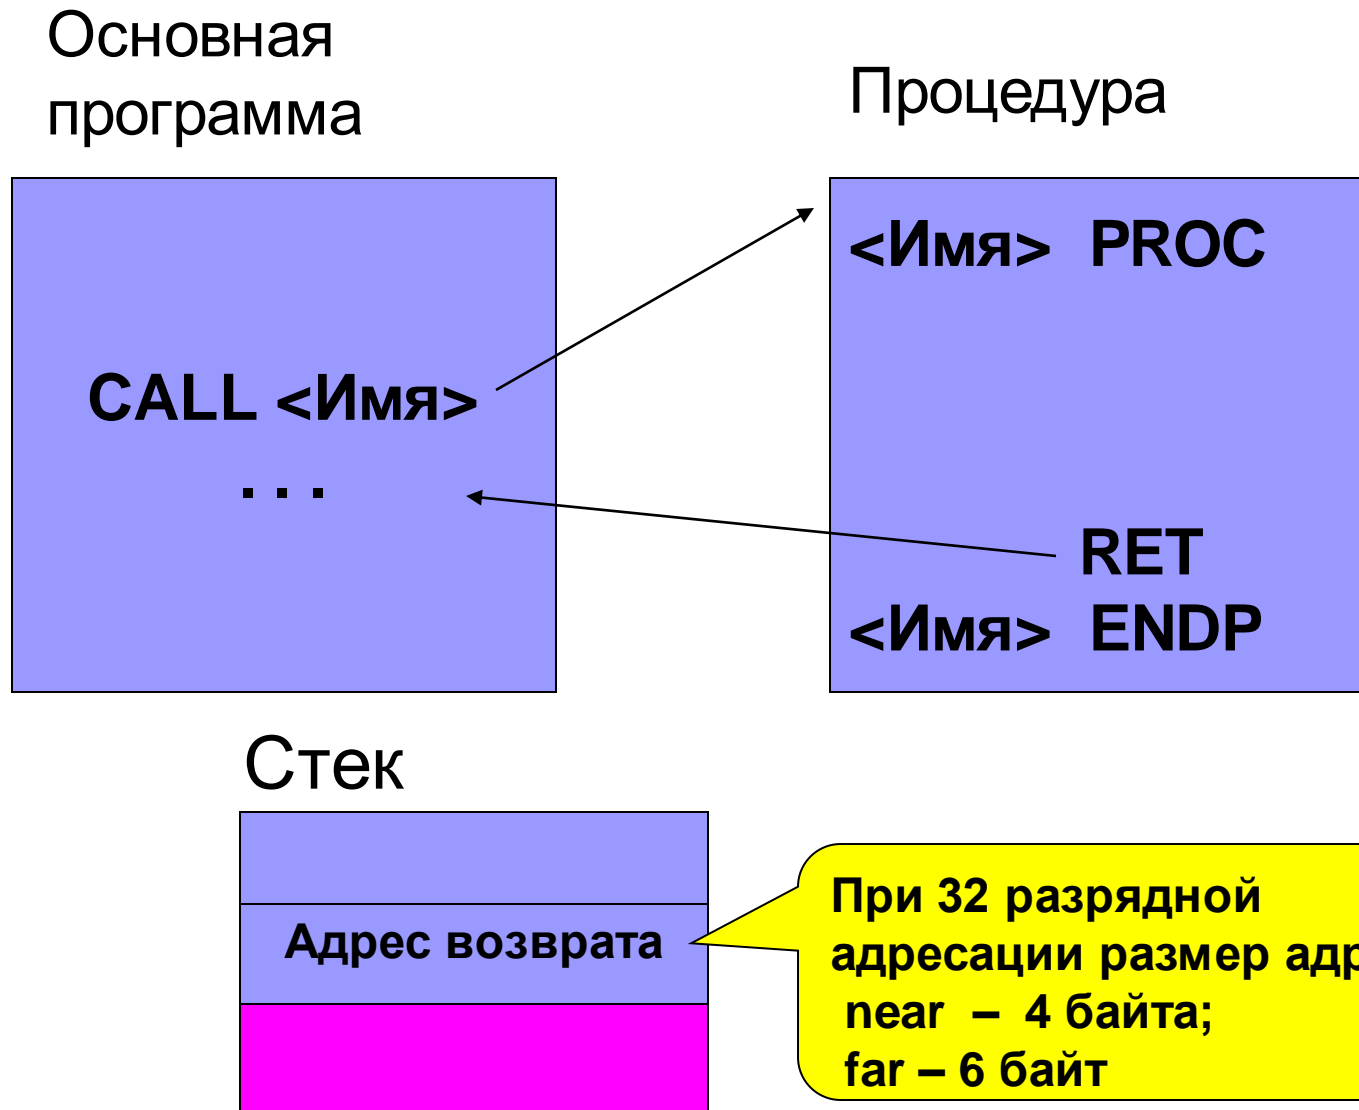 Основная
программа
Процедура
CALL <Имя>
. . .
<Имя> PROC
RET
<Имя> ENDP
Стек
Адрес возврата
При 32 разрядной
адресации размер
near – 4 байта;
far – 6 байт